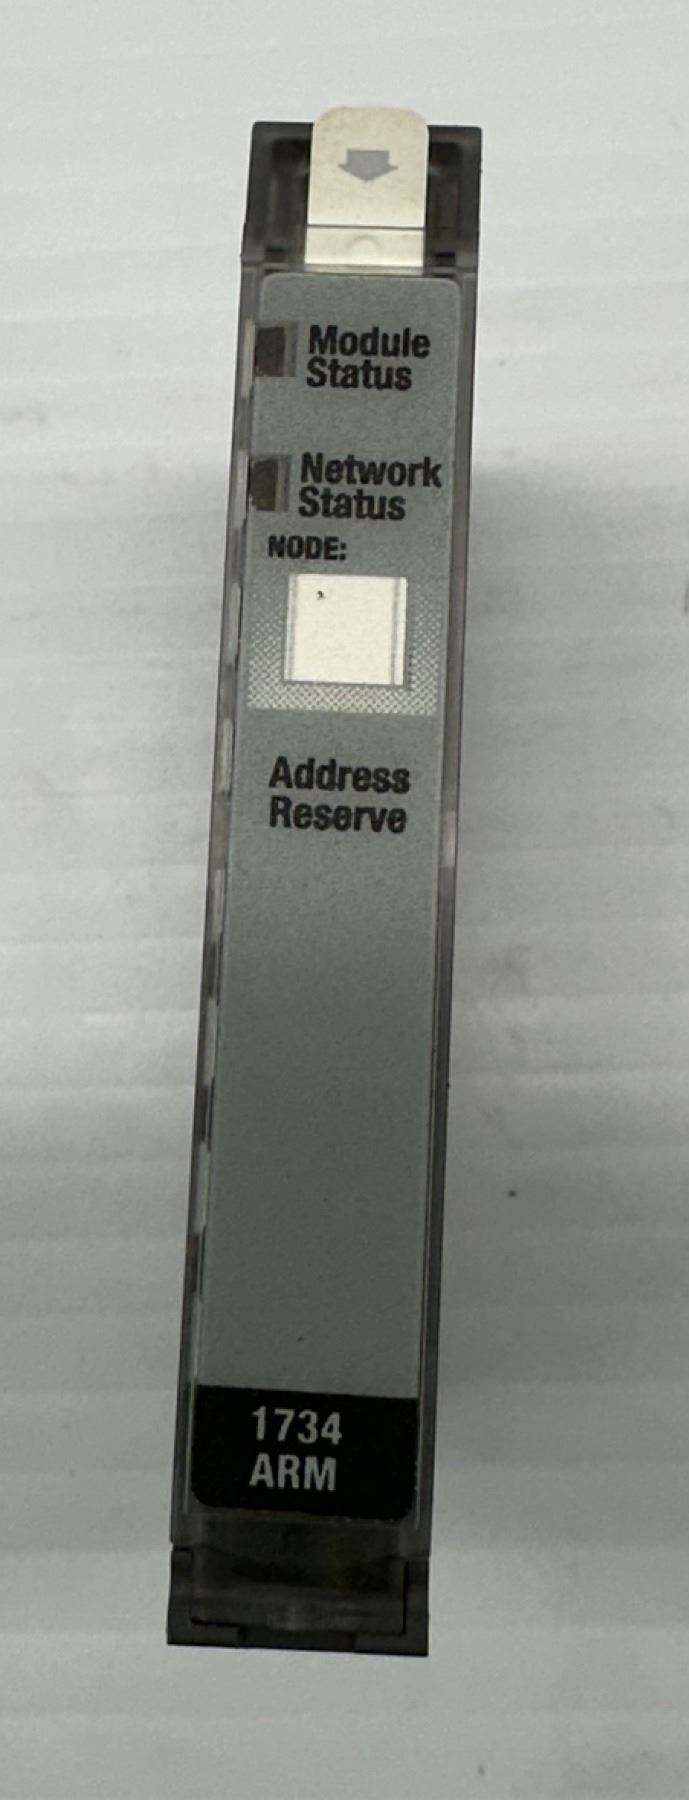 Module
Status
Network
Status
NODE:
Address
Reserve
1734
ARM